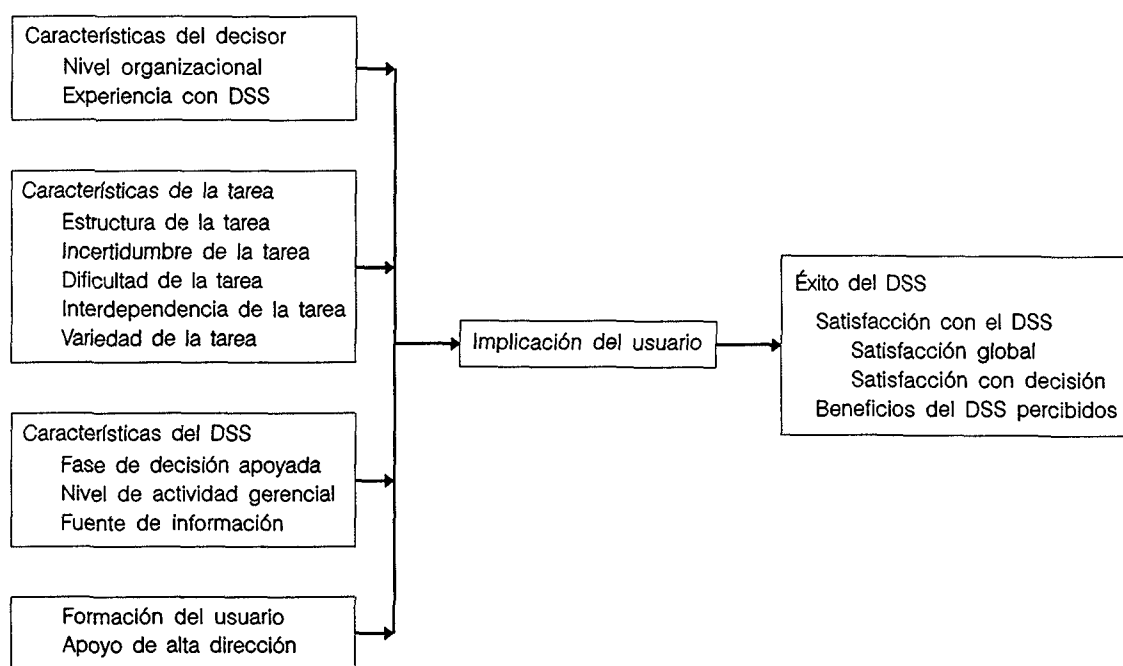 Características del decisor
Nivel organizacional
Experiencia con DSS
Características de la tarea
Estructura de la tarea
Incertidumbre de la tarea
Dificultad de la tarea
Interdependencia de la tarea
Variedad de la tarea
Características del DSS
Fase de decisión apoyada
Nivel de actividad gerencial
Fuente de información
Formación del usuario
Apoyo de alta dirección
Implicación del usuario
Éxito del DSS
Satisfacción con el DSS
Satisfacción global
Satisfacción con decisión
Beneficios del DSS percibidos